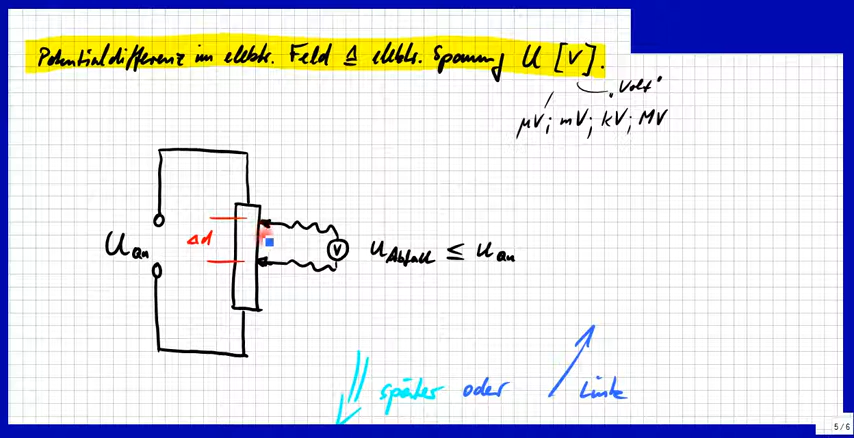 Potentialdifferenz im elektr. Feld ≙ elektr. Spannung U [V].
"Volt"
μV; mV; kV; MV
U_an
Δd
V
U_Abfall ≤ U_an
später oder
Links
5/6